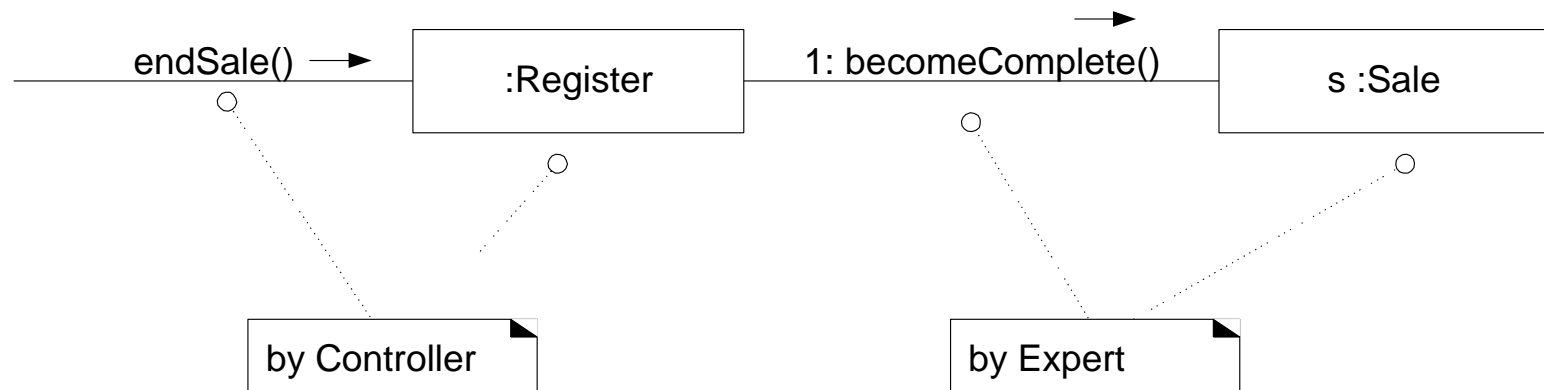 endSale()
:Register
1: becomeComplete()
s :Sale
by Controller
by Expert